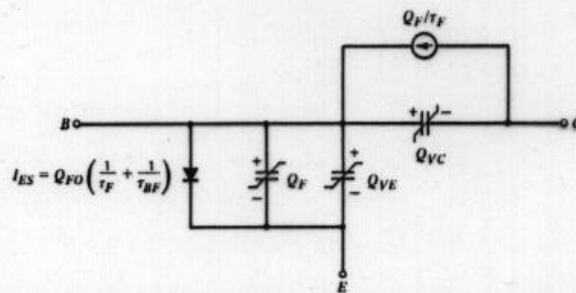 Q_F/τ_F
+ −
B
C
Q_VC
I_ES = Q_FO (1/τ_F + 1/τ_BF)
+
Q_F
−
+
Q_VE
−
E